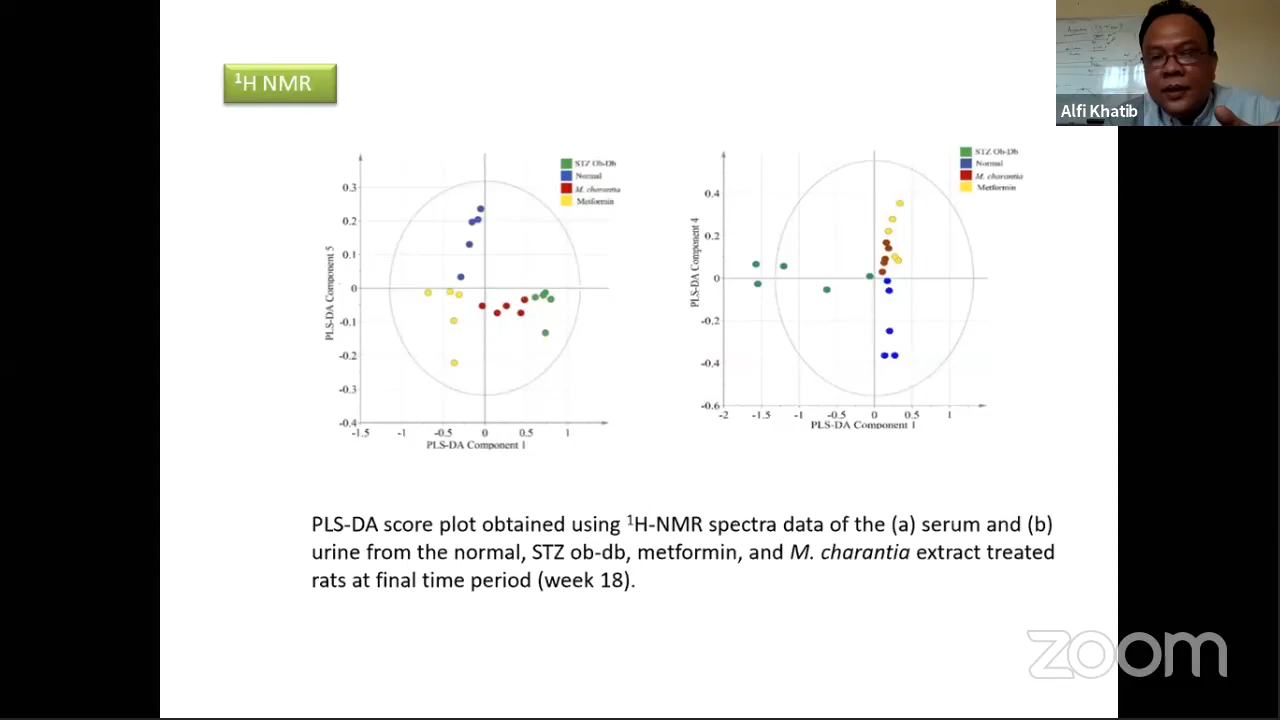 ¹H NMR
Alfi Khatib
STZ Ob-Db
Normal
M. charantia
Metformin
0.3
0.2
0.1
0
-0.1
-0.2
-0.3
-0.4
PLS-DA Component 5
-1.5 -1 -0.5 0 0.5 1
PLS-DA Component 1
STZ Ob-Db
Normal
M. charantia
Metformin
0.4
0.2
0
-0.2
-0.4
-0.6
PLS-DA Component 4
-2 -1.5 -1 -0.5 0 0.5 1
PLS-DA Component 1
PLS-DA score plot obtained using ¹H-NMR spectra data of the (a) serum and (b)
urine from the normal, STZ ob-db, metformin, and M. charantia extract treated
rats at final time period (week 18).
zoom